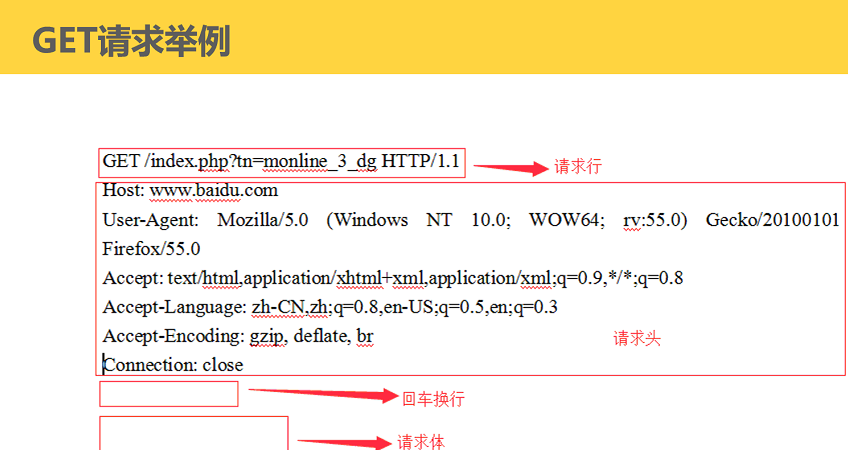 GET请求举例
GET /index.php?tn=monline_3_dg HTTP/1.1
请求行
Host: www.baidu.com
User-Agent: Mozilla/5.0 (Windows NT 10.0; WOW64; rv:55.0) Gecko/20100101
Firefox/55.0
Accept: text/html,application/xhtml+xml,application/xml;q=0.9,*/*;q=0.8
Accept-Language: zh-CN,zh;q=0.8,en-US;q=0.5,en;q=0.3
Accept-Encoding: gzip, deflate, br
请求头
Connection: close
回车换行
请求体